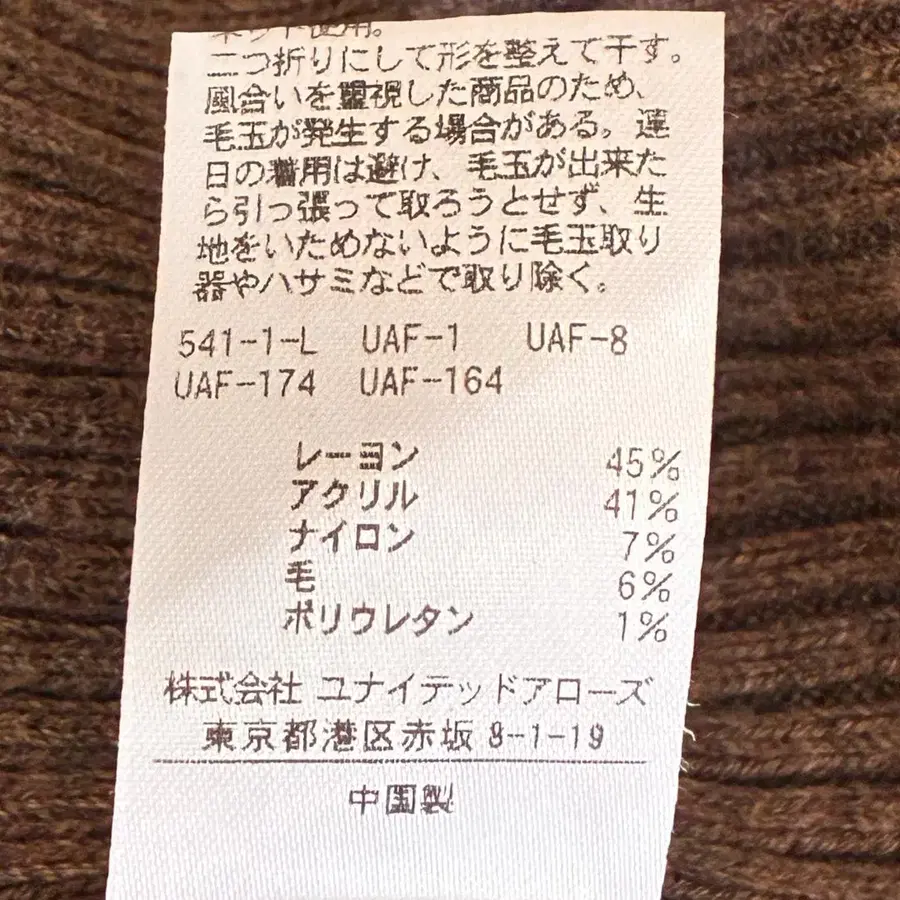 ネット使用。
二つ折りにして形を整えて干す。
風合いを重視した商品のため、
毛玉が発生する場合がある。連
日の着用は避け、毛玉が出来た
ら引っ張って取ろうとせず、生
地をいためないように毛玉取り
器やハサミなどで取り除く。
541-1-L UAF-1 UAF-8
UAF-174 UAF-164
レーヨン 45%
アクリル 41%
ナイロン 7%
毛 6%
ポリウレタン 1%
株式会社 ユナイテッドアローズ
東京都港区赤坂 8-1-19
中国製